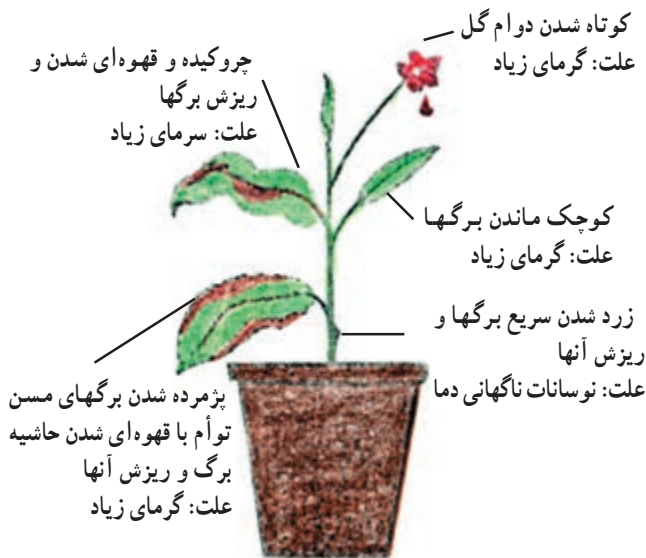 کوتاه شدن دوام گل
علت: گرمای زیاد
چروکیده و قهوه‌ای شدن و
ریزش برگها
علت: سرمای زیاد
کوچک ماندن برگها
علت: گرمای زیاد
زرد شدن سریع برگها و
ریزش آنها
علت: نوسانات ناگهانی دما
پژمرده شدن برگهای مسن
توأم با قهوه‌ای شدن حاشیه
برگ و ریزش آنها
علت: گرمای زیاد